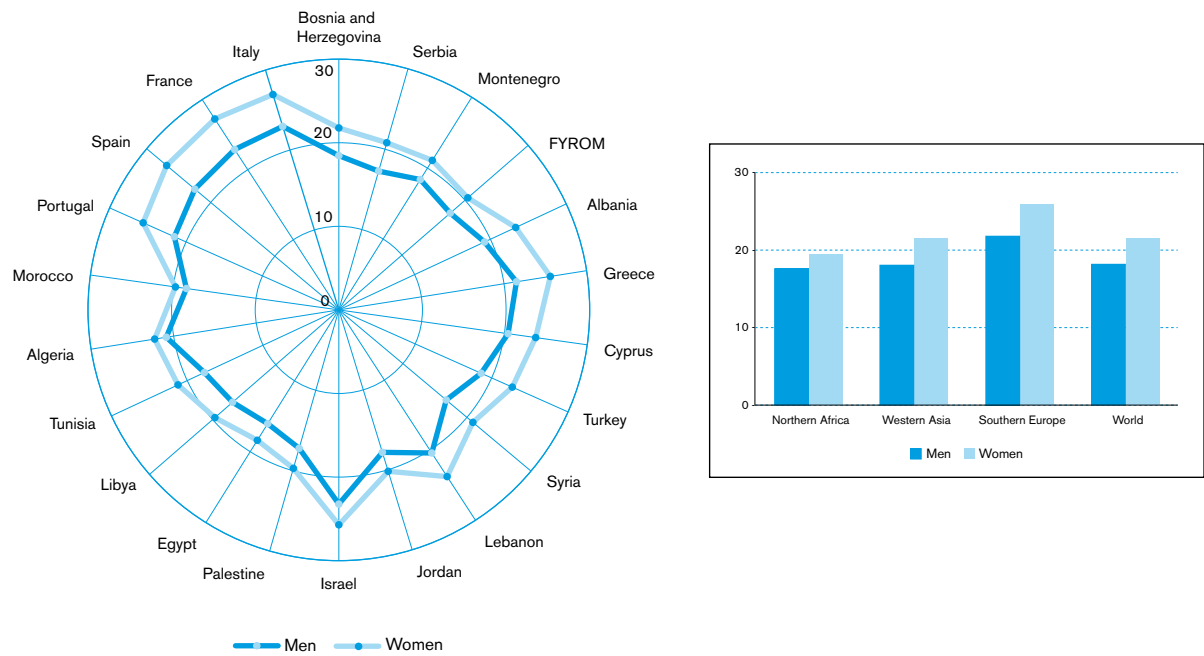 Bosnia and
Herzegovina
Serbia
Montenegro
FYROM
Albania
Greece
Cyprus
Turkey
Syria
Lebanon
Jordan
Israel
Palestine
Egypt
Libya
Tunisia
Algeria
Morocco
Portugal
Spain
France
Italy
30
20
10
0
Men Women
30
20
10
0
Northern Africa Western Asia Southern Europe World
Men Women